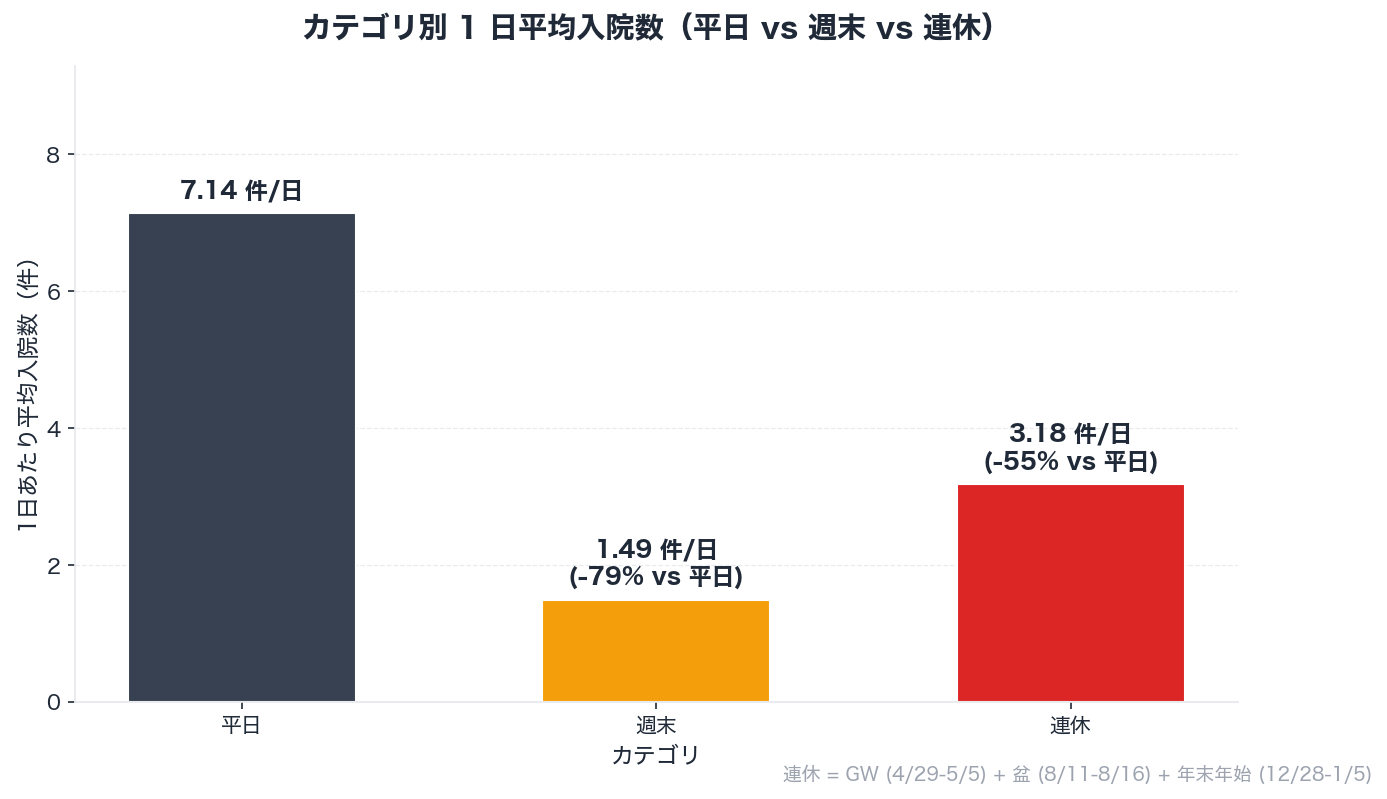 カテゴリ別 1 日平均入院数（平日 vs 週末 vs 連休）
1日あたり平均入院数（件）
8
6
4
2
0
7.14 件/日
1.49 件/日
(-79% vs 平日)
3.18 件/日
(-55% vs 平日)
平日
週末
連休
カテゴリ
連休 = GW (4/29-5/5) + 盆 (8/11-8/16) + 年末年始 (12/28-1/5)